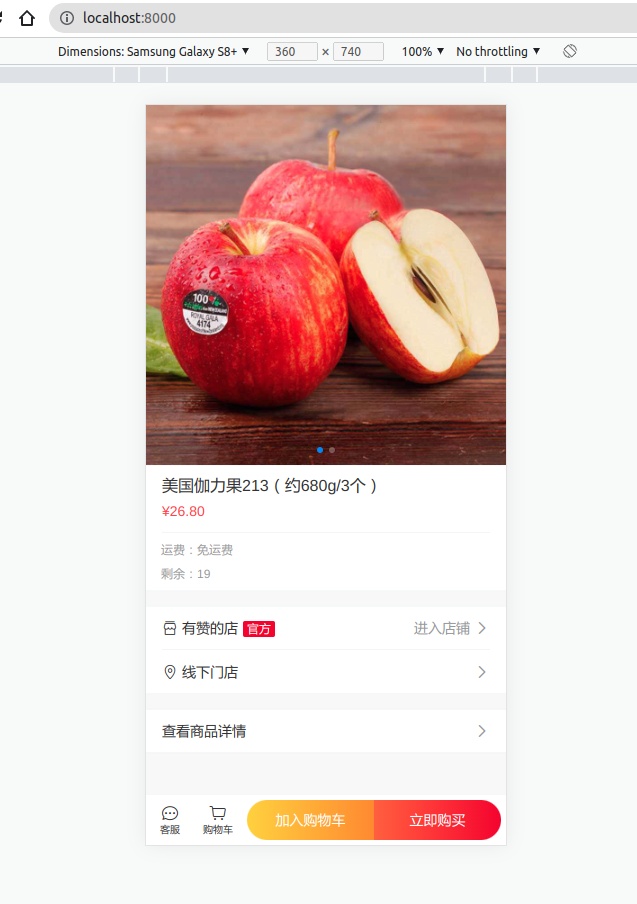 localhost:8000
Dimensions: Samsung Galaxy S8+ 360 × 740 100% No throttling
100%
ROYAL GALA
4174
美国伽力果213（约680g/3个）
¥26.80
运费：免运费
剩余：19
有赞的店 官方 进入店铺
线下门店
查看商品详情
客服 购物车 加入购物车 立即购买